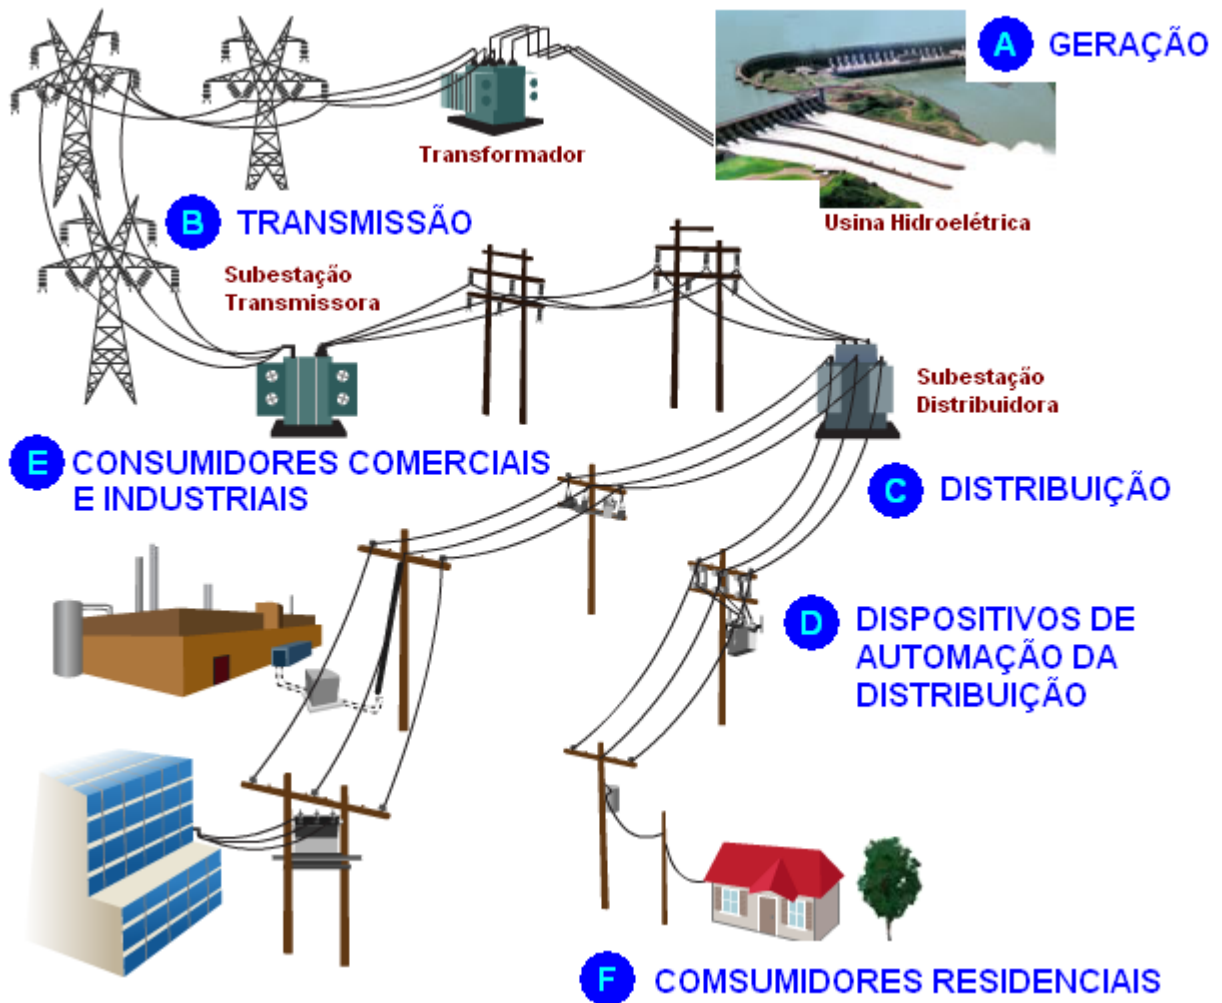 A GERAÇÃO
Transformador
Usina Hidroelétrica
B TRANSMISSÃO
Subestação
Transmissora
Subestação
Distribuidora
E CONSUMIDORES COMERCIAIS
E INDUSTRIAIS
C DISTRIBUIÇÃO
D DISPOSITIVOS DE
AUTOMAÇÃO DA
DISTRIBUIÇÃO
F COMSUMIDORES RESIDENCIAIS